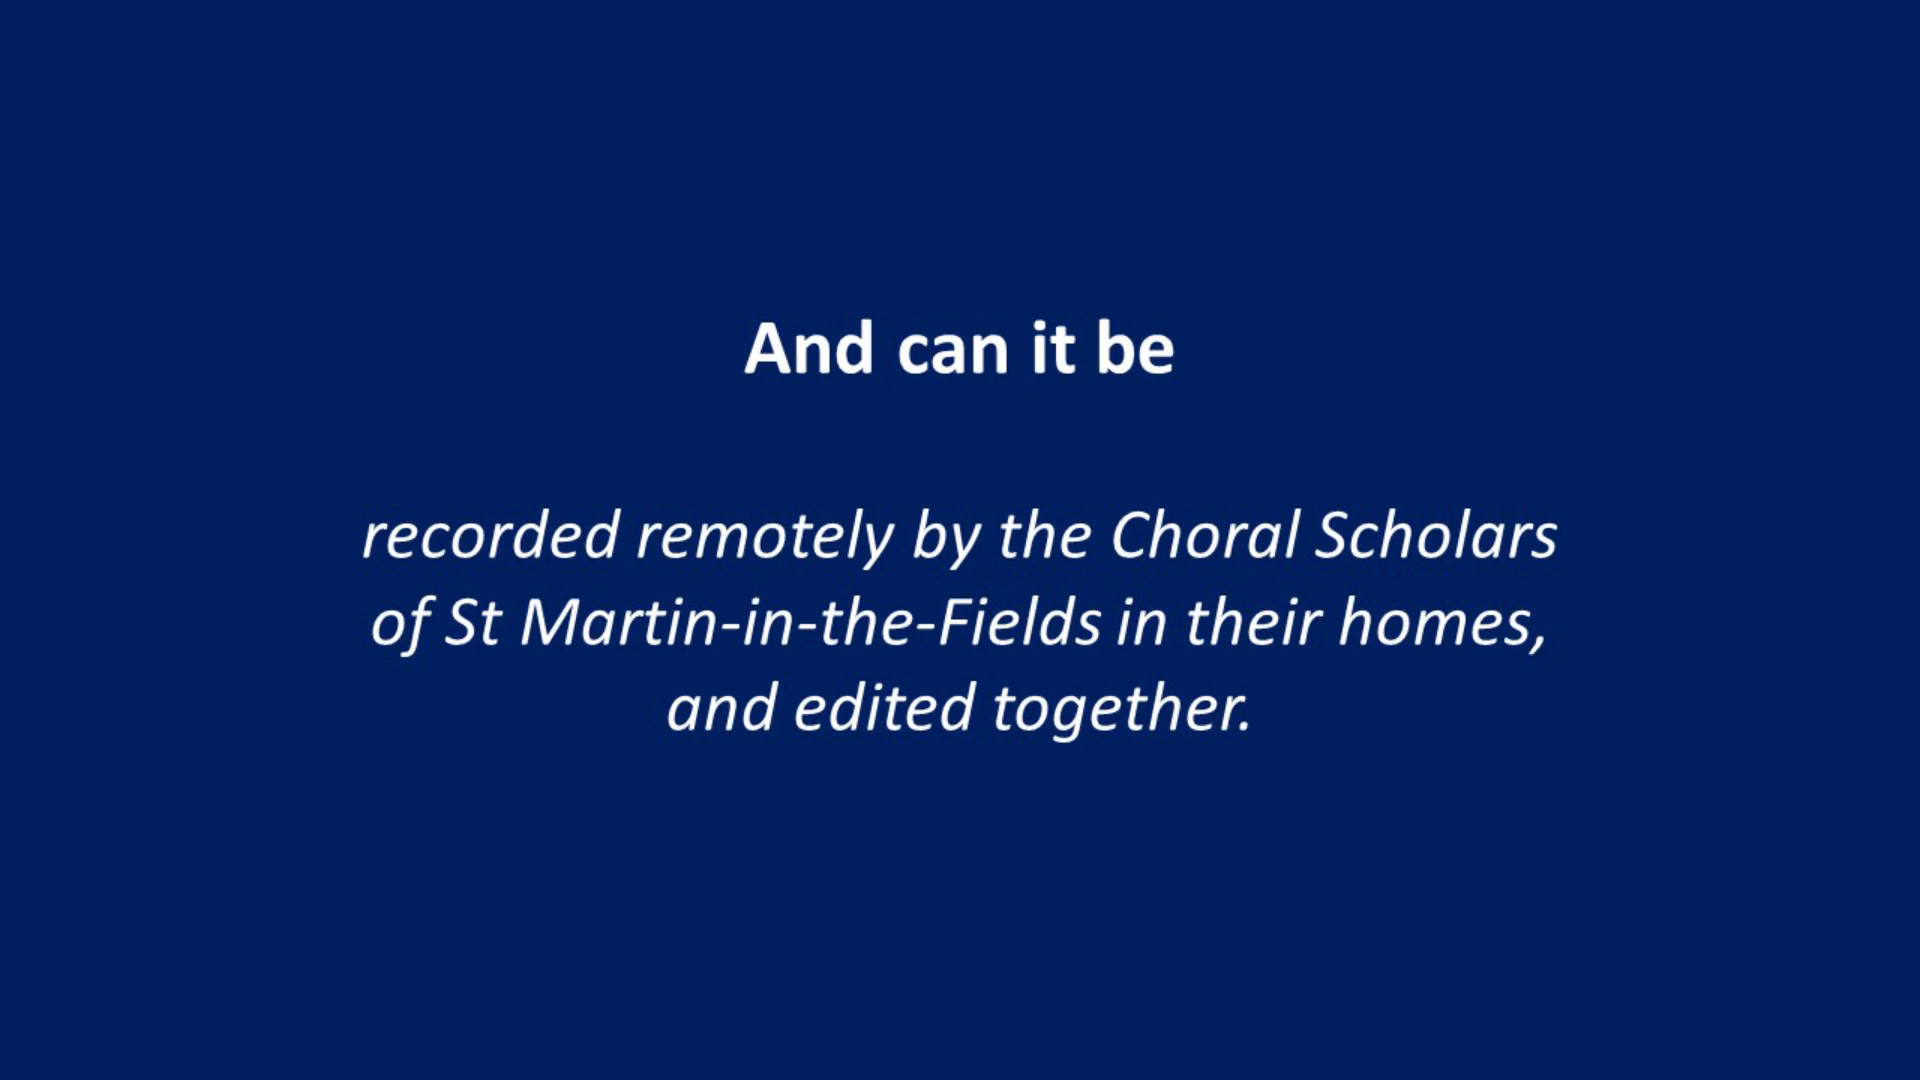 And can it be
recorded remotely by the Choral Scholars
of St Martin-in-the-Fields in their homes,
and edited together.